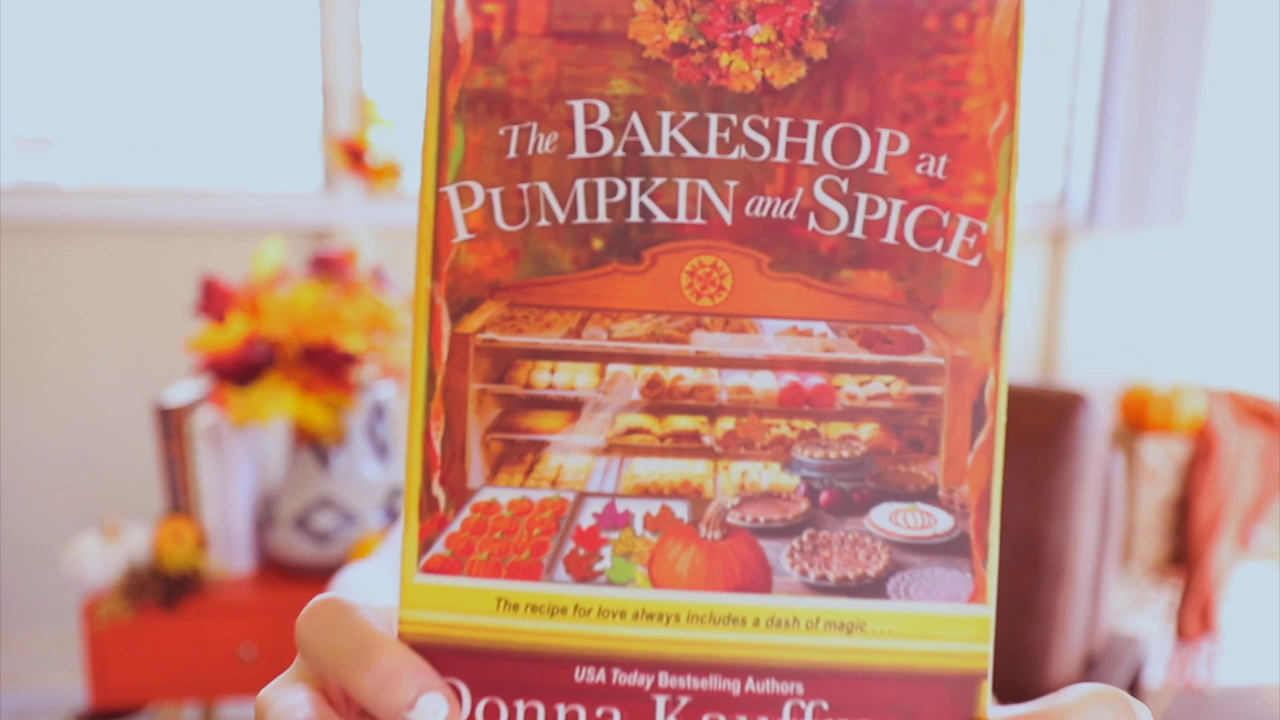 The BAKESHOP at
PUMPKIN and SPICE
The recipe for love always includes a dash of magic . . .
USA Today Bestselling Authors
Donna